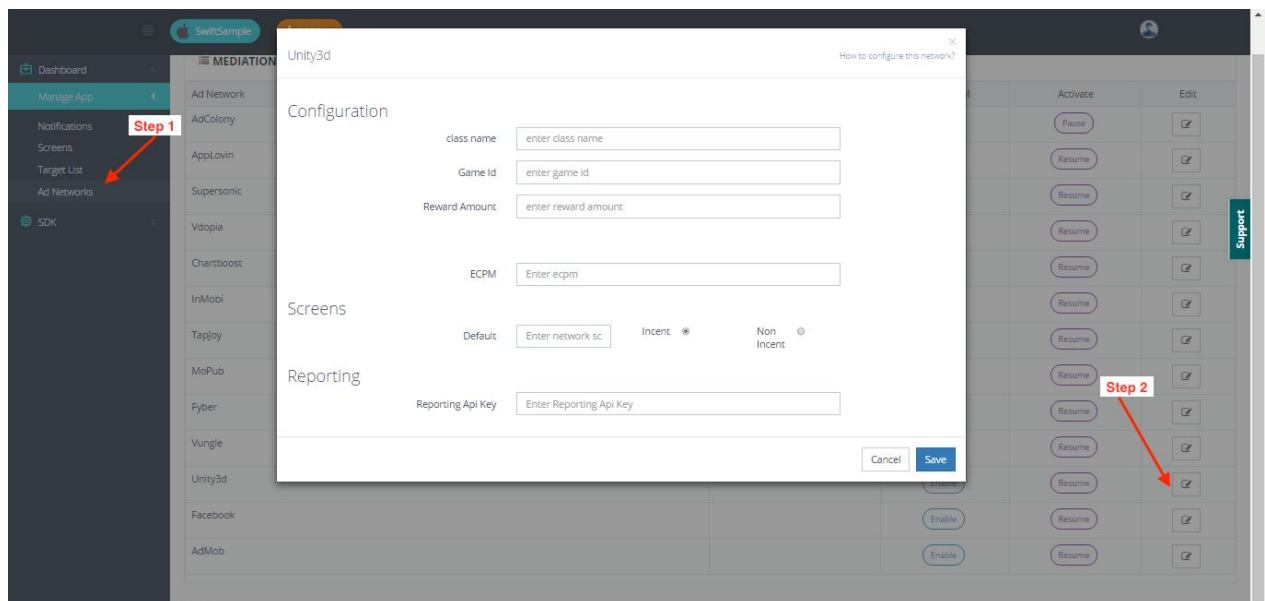 SwiftSample
Unity3d
×
How to configure this network?
Dashboard
MEDIATION
Manage App
Ad Network
Activate
Edit
Configuration
Notifications
Step 1
AdColony
class name
enter class name
Pause
Screens
AppLovin
Game Id
enter game id
Resume
Target List
Ad Networks
Supersonic
Reward Amount
enter reward amount
Resume
SDK
Vdopia
Resume
Support
Chartboost
ECPM
Enter ecpm
Resume
InMobi
Screens
Resume
Tapjoy
Default
Enter network sc
Incent
Non
Incent
Resume
MoPub
Reporting
Resume
Step 2
Fyber
Reporting Api Key
Enter Reporting Api Key
Resume
Vungle
Cancel
Save
Resume
Unity3d
Enable
Resume
Facebook
Enable
Resume
AdMob
Enable
Resume